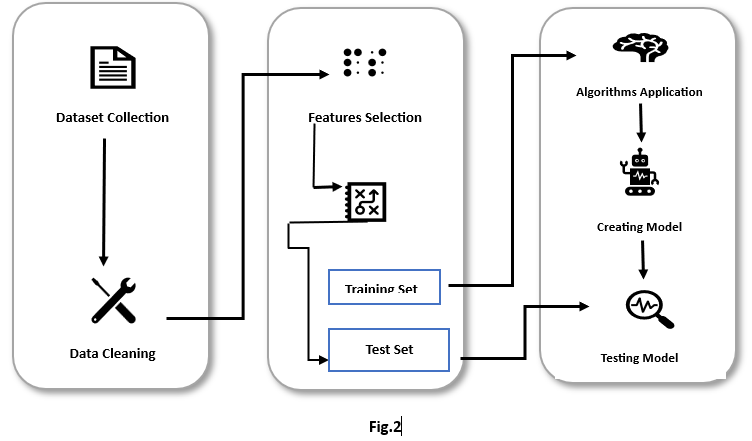 Dataset Collection
Data Cleaning
Features Selection
Training Set
Test Set
Algorithms Application
Creating Model
Testing Model
Fig.2